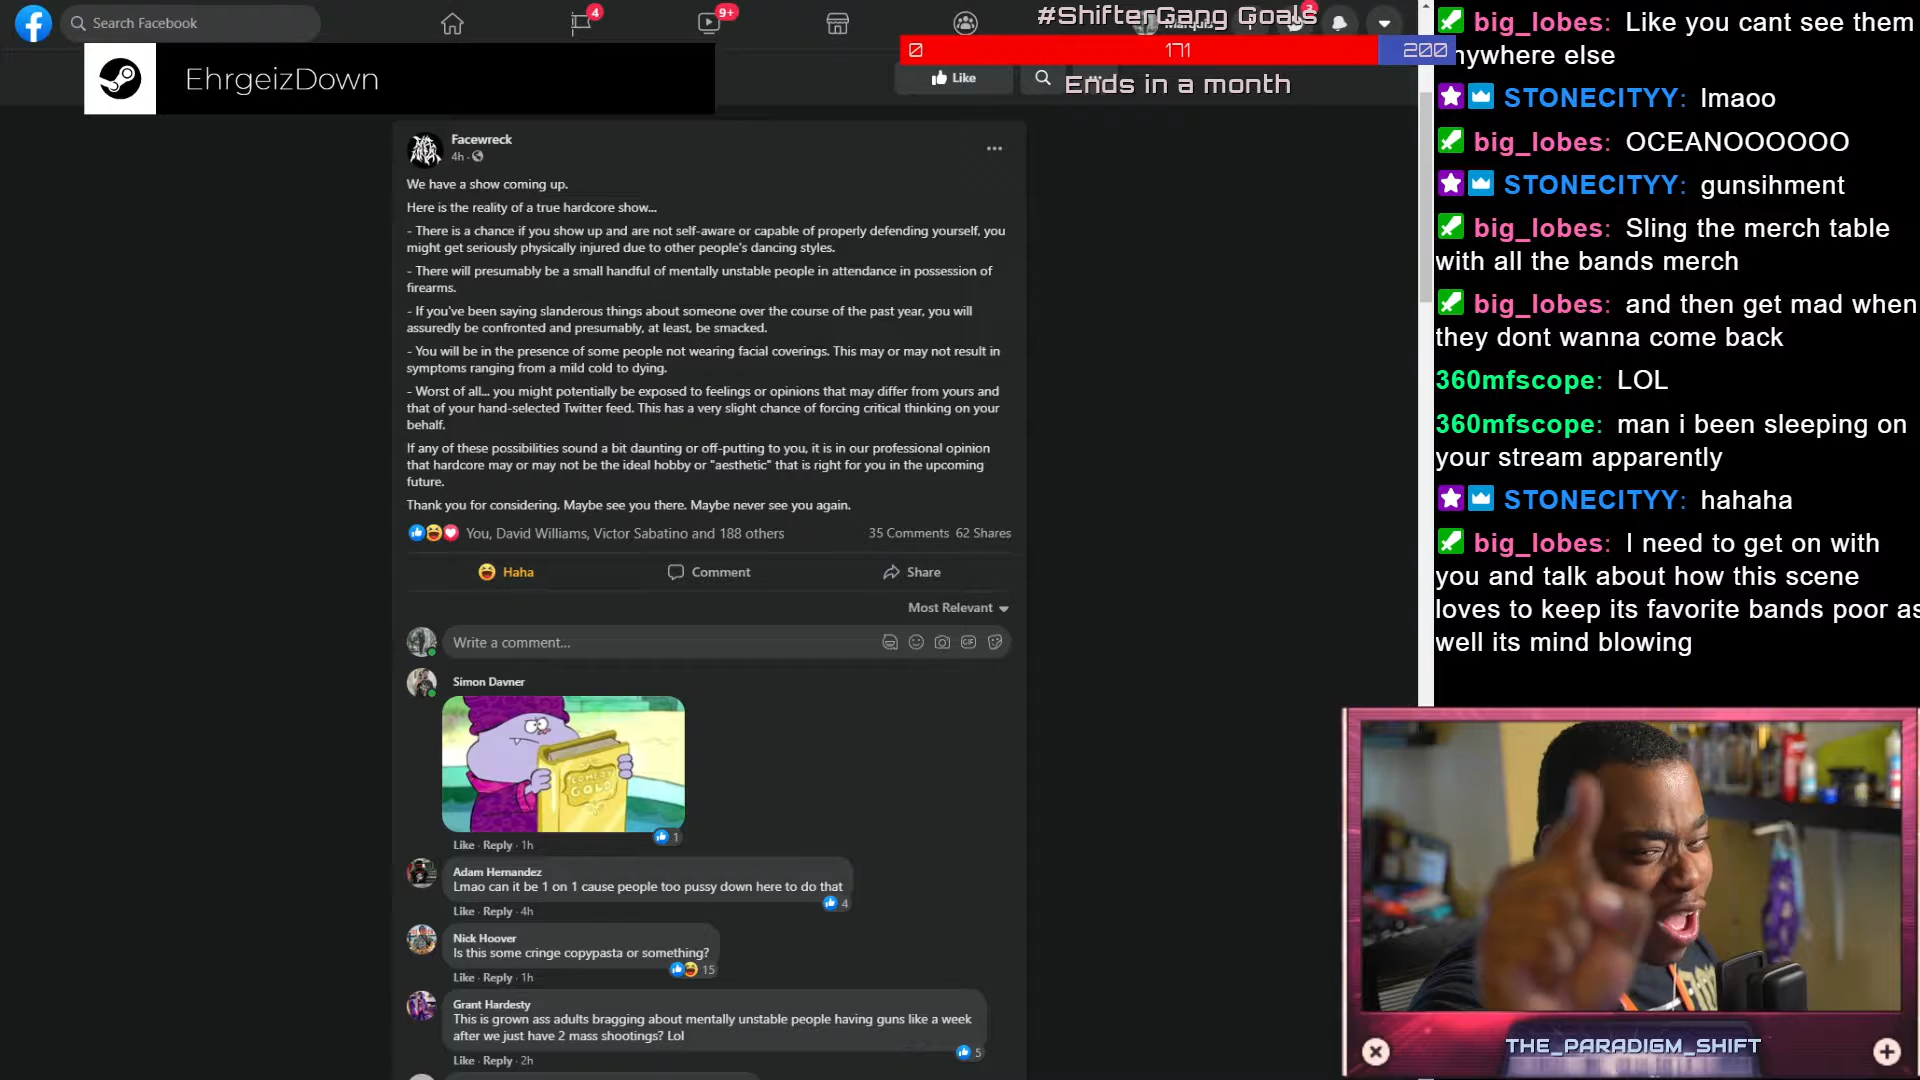 Search Facebook
4
9+
#ShifterGang Goals
0
171
200
Ends in a month
EhrgeizDown
Like
Facewreck
4h
We have a show coming up.
Here is the reality of a true hardcore show...
- There is a chance if you show up and are not self-aware or capable of properly defending yourself, you
might get seriously physically injured due to other people's dancing styles.
- There will presumably be a small handful of mentally unstable people in attendance in possession of
firearms.
- If you've been saying slanderous things about someone over the course of the past year, you will
assuredly be confronted and presumably, at least, be smacked.
- You will be in the presence of some people not wearing facial coverings. This may or may not result in
symptoms ranging from a mild cold to dying.
- Worst of all... you might potentially be exposed to feelings or opinions that may differ from yours and
that of your hand-selected Twitter feed. This has a very slight chance of forcing critical thinking on your
behalf.
If any of these possibilities sound a bit daunting or off-putting to you, it is in our professional opinion
that hardcore may or may not be the ideal hobby or "aesthetic" that is right for you in the upcoming
future.
Thank you for considering. Maybe see you there. Maybe never see you again.
You, David Williams, Victor Sabatino and 188 others
35 Comments 62 Shares
Haha
Comment
Share
Most Relevant
Write a comment...
GIF
Simon Davner
COMEDY
GOLD
1
Like · Reply · 1h
Adam Hernandez
Lmao can it be 1 on 1 cause people too pussy down here to do that
4
Like · Reply · 4h
Nick Hoover
Is this some cringe copypasta or something?
15
Like · Reply · 1h
Grant Hardesty
This is grown ass adults bragging about mentally unstable people having guns like a week
after we just have 2 mass shootings? Lol
5
Like · Reply · 2h
big_lobes: Like you cant see them
nywhere else
STONECITYY: lmaoo
big_lobes: OCEANOOOOOO
STONECITYY: gunsihment
big_lobes: Sling the merch table
with all the bands merch
big_lobes: and then get mad when
they dont wanna come back
360mfscope: LOL
360mfscope: man i been sleeping on
your stream apparently
STONECITYY: hahaha
big_lobes: I need to get on with
you and talk about how this scene
loves to keep its favorite bands poor as
well its mind blowing
THE_PARADIGM_SHIFT